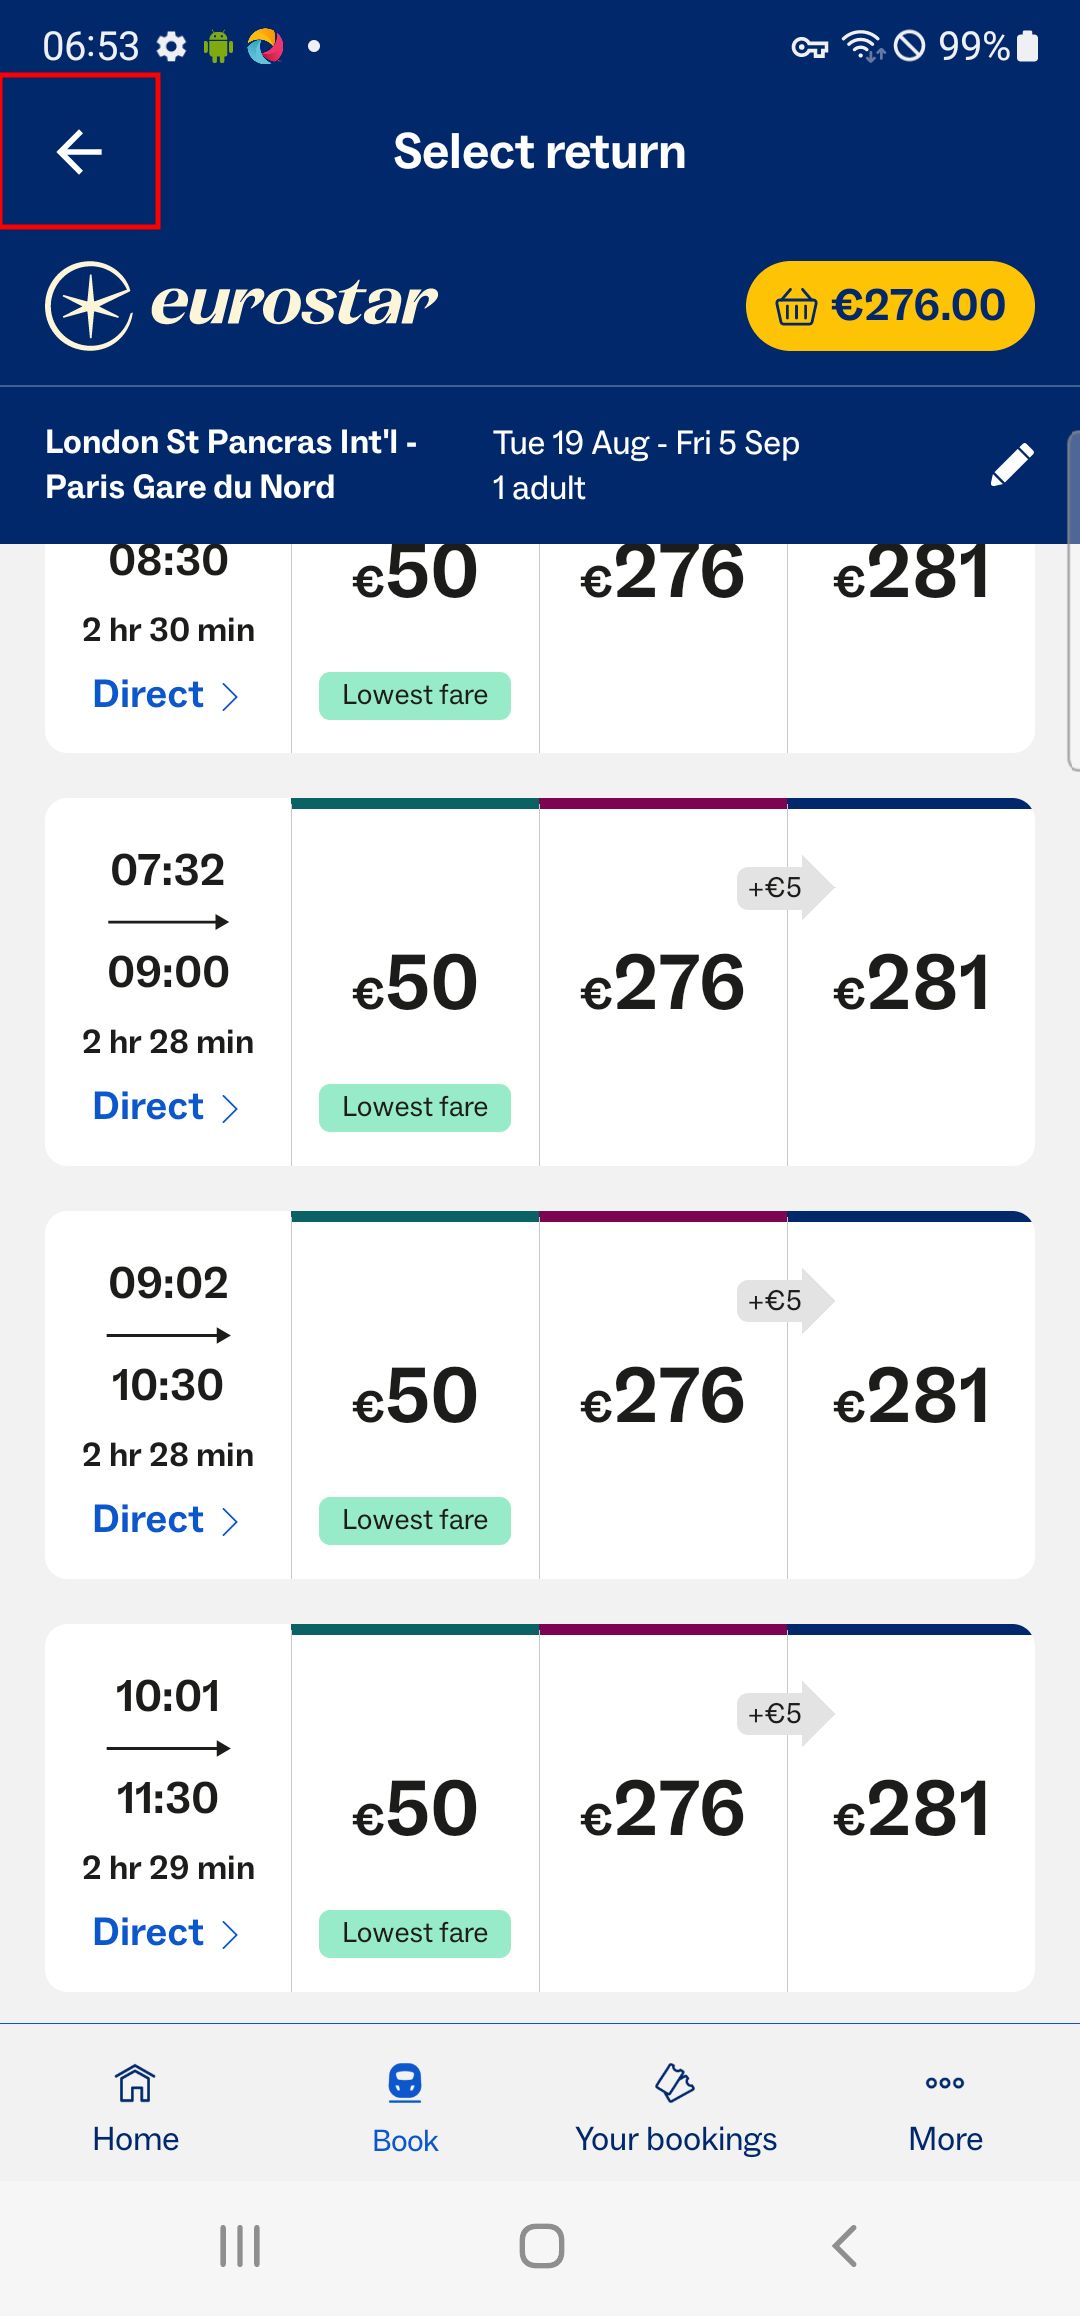 06:53
99%
Select return
eurostar
€276.00
London St Pancras Int'l -
Paris Gare du Nord
Tue 19 Aug - Fri 5 Sep
1 adult
08:30
€50
€276
€281
2 hr 30 min
Direct
Lowest fare
07:32
+€5
09:00
€50
€276
€281
2 hr 28 min
Direct
Lowest fare
09:02
+€5
10:30
€50
€276
€281
2 hr 28 min
Direct
Lowest fare
10:01
+€5
11:30
€50
€276
€281
2 hr 29 min
Direct
Lowest fare
Home
Book
Your bookings
More